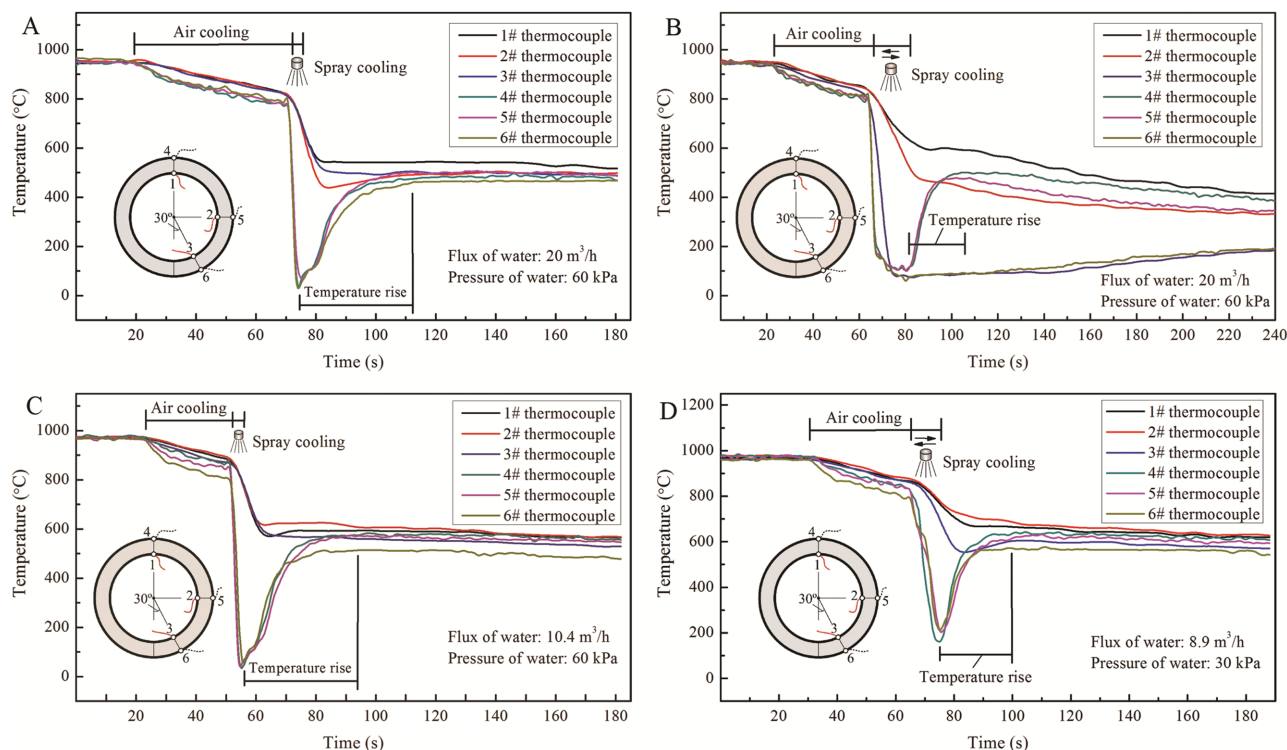 A
Air cooling
Spray cooling
1# thermocouple
2# thermocouple
3# thermocouple
4# thermocouple
5# thermocouple
6# thermocouple
Temperature (°C)
1000
800
600
400
200
0
4
1
30°
2
5
3
6
Flux of water: 20 m³/h
Pressure of water: 60 kPa
Temperature rise
20 40 60 80 100 120 140 160 180
Time (s)
B
Air cooling
Spray cooling
1# thermocouple
2# thermocouple
3# thermocouple
4# thermocouple
5# thermocouple
6# thermocouple
Temperature (°C)
1000
800
600
400
200
0
4
1
30°
2
5
3
6
Temperature rise
Flux of water: 20 m³/h
Pressure of water: 60 kPa
20 40 60 80 100 120 140 160 180 200 220 240
Time (s)
C
Air cooling
Spray cooling
1# thermocouple
2# thermocouple
3# thermocouple
4# thermocouple
5# thermocouple
6# thermocouple
Temperature (°C)
1000
800
600
400
200
0
4
1
30°
2
5
3
6
Flux of water: 10.4 m³/h
Pressure of water: 60 kPa
Temperature rise
20 40 60 80 100 120 140 160 180
Time (s)
D
Air cooling
Spray cooling
1# thermocouple
2# thermocouple
3# thermocouple
4# thermocouple
5# thermocouple
6# thermocouple
Temperature (°C)
1200
1000
800
600
400
200
0
4
1
30°
2
5
3
6
Flux of water: 8.9 m³/h
Pressure of water: 30 kPa
Temperature rise
20 40 60 80 100 120 140 160 180
Time (s)